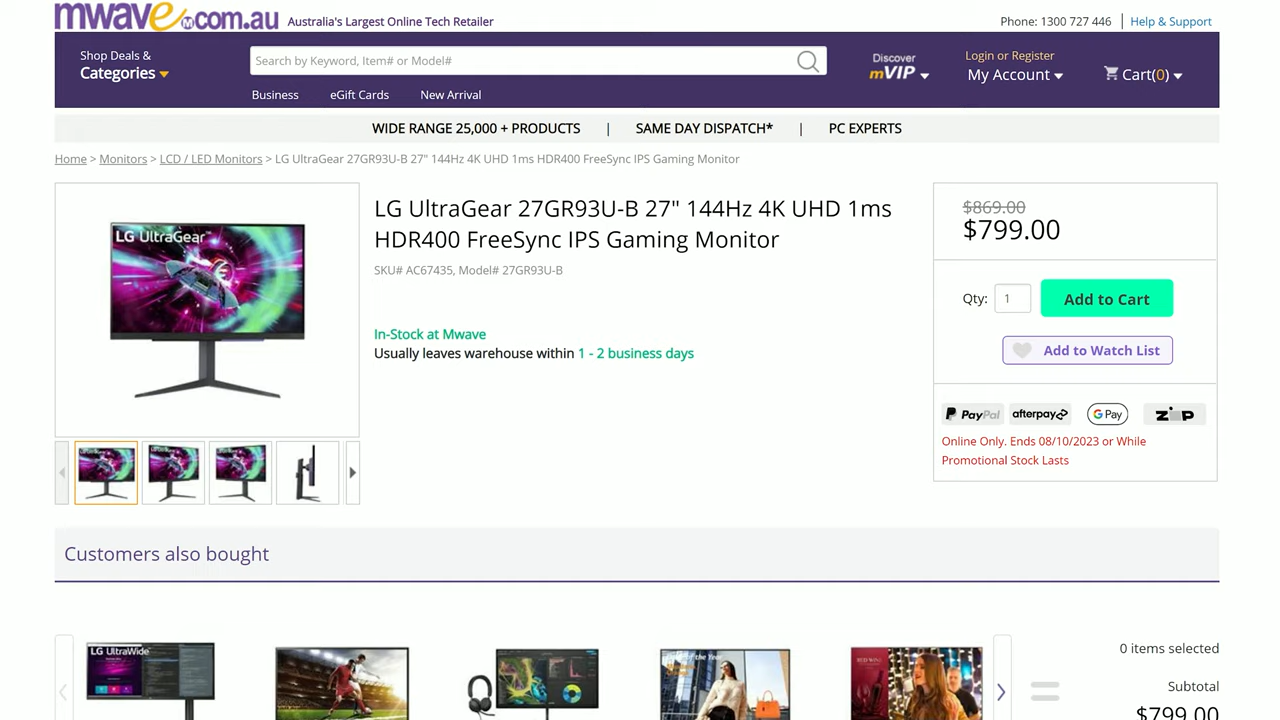 mwave.com.au
Australia's Largest Online Tech Retailer
Phone: 1300 727 446 | Help & Support
Shop Deals &
Categories
Search by Keyword, Item# or Model#
Business eGift Cards New Arrival
Discover
mVIP
Login or Register
My Account
Cart(0)
WIDE RANGE 25,000 + PRODUCTS | SAME DAY DISPATCH* | PC EXPERTS
Home > Monitors > LCD / LED Monitors > LG UltraGear 27GR93U-B 27" 144Hz 4K UHD 1ms HDR400 FreeSync IPS Gaming Monitor
LG UltraGear
LG UltraGear 27GR93U-B 27" 144Hz 4K UHD 1ms
HDR400 FreeSync IPS Gaming Monitor
SKU# AC67435, Model# 27GR93U-B
In-Stock at Mwave
Usually leaves warehouse within 1 - 2 business days
$869.00
$799.00
Qty: 1 Add to Cart
Add to Watch List
PayPal afterpay G Pay zip
Online Only. Ends 08/10/2023 or While
Promotional Stock Lasts
Customers also bought
LG UltraWide
0 items selected
Subtotal
$799.00